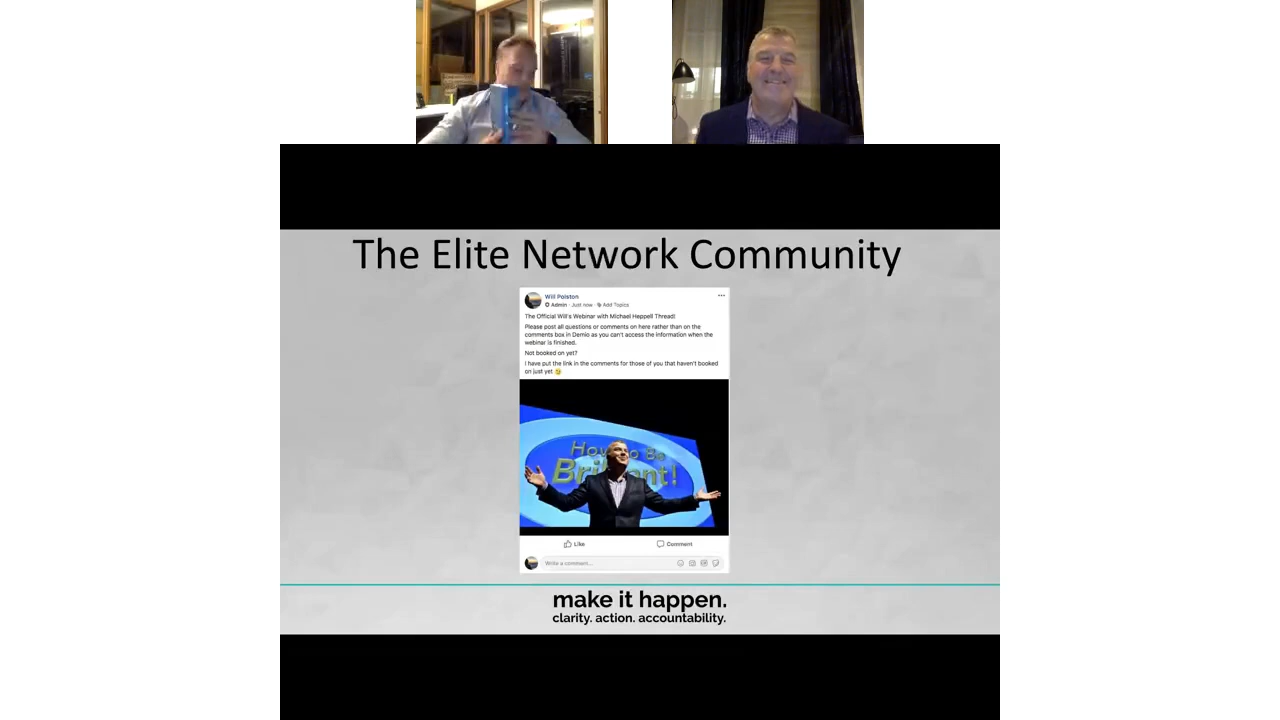 The Elite Network Community
Will Polston
Admin · Just now · Add Topics
The Official Will's Webinar with Michael Heppell Thread!
Please post all questions or comments on here rather than on the
comments box in Demio as you can't access the information when the
webinar is finished.
Not booked on yet?
I have put the link in the comments for those of you that haven't booked
on just yet 😉
How to Be
Brilliant!
Like
Comment
Write a comment...
make it happen.
clarity. action. accountability.